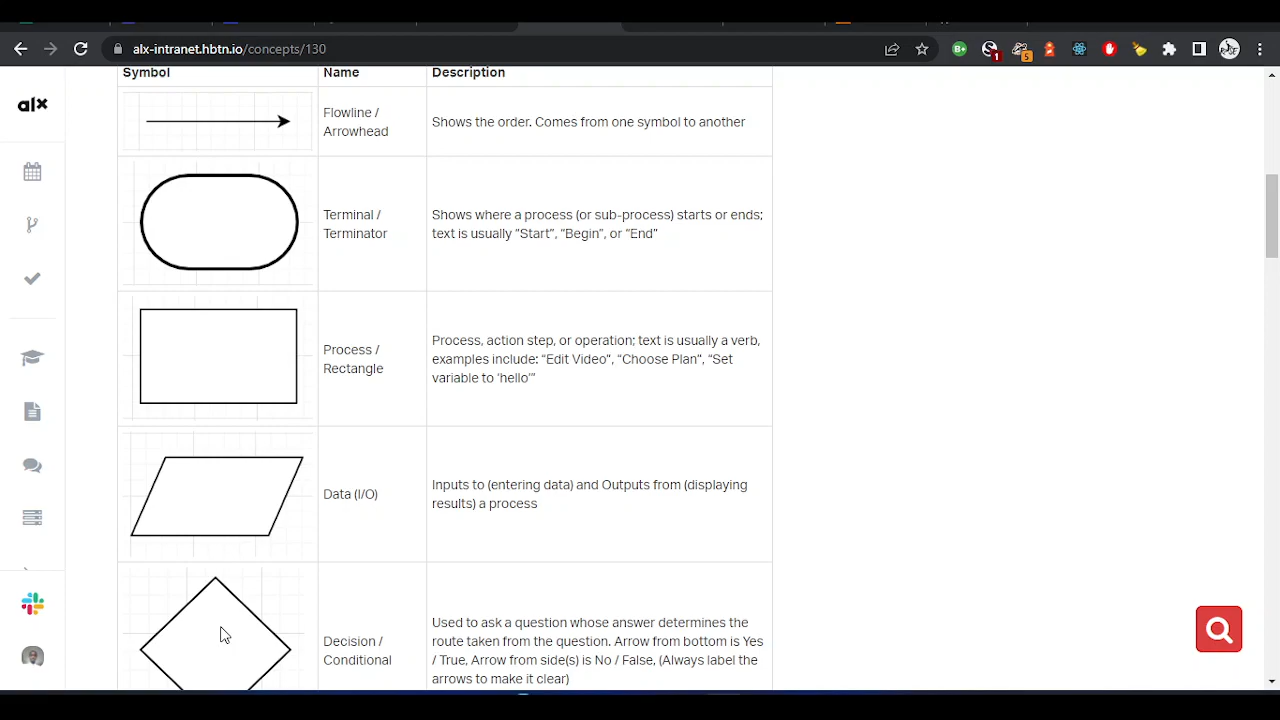 alx-intranet.hbtn.io/concepts/130
B+
1
5
alx
Symbol Name Description
Flowline /
Arrowhead
Shows the order. Comes from one symbol to another
Terminal /
Terminator
Shows where a process (or sub-process) starts or ends;
text is usually “Start”, “Begin”, or “End”
Process /
Rectangle
Process, action step, or operation; text is usually a verb,
examples include: “Edit Video”, “Choose Plan”, “Set
variable to ‘hello’”
Data (I/O)
Inputs to (entering data) and Outputs from (displaying
results) a process
Decision /
Conditional
Used to ask a question whose answer determines the
route taken from the question. Arrow from bottom is Yes
/ True, Arrow from side(s) is No / False, (Always label the
arrows to make it clear)